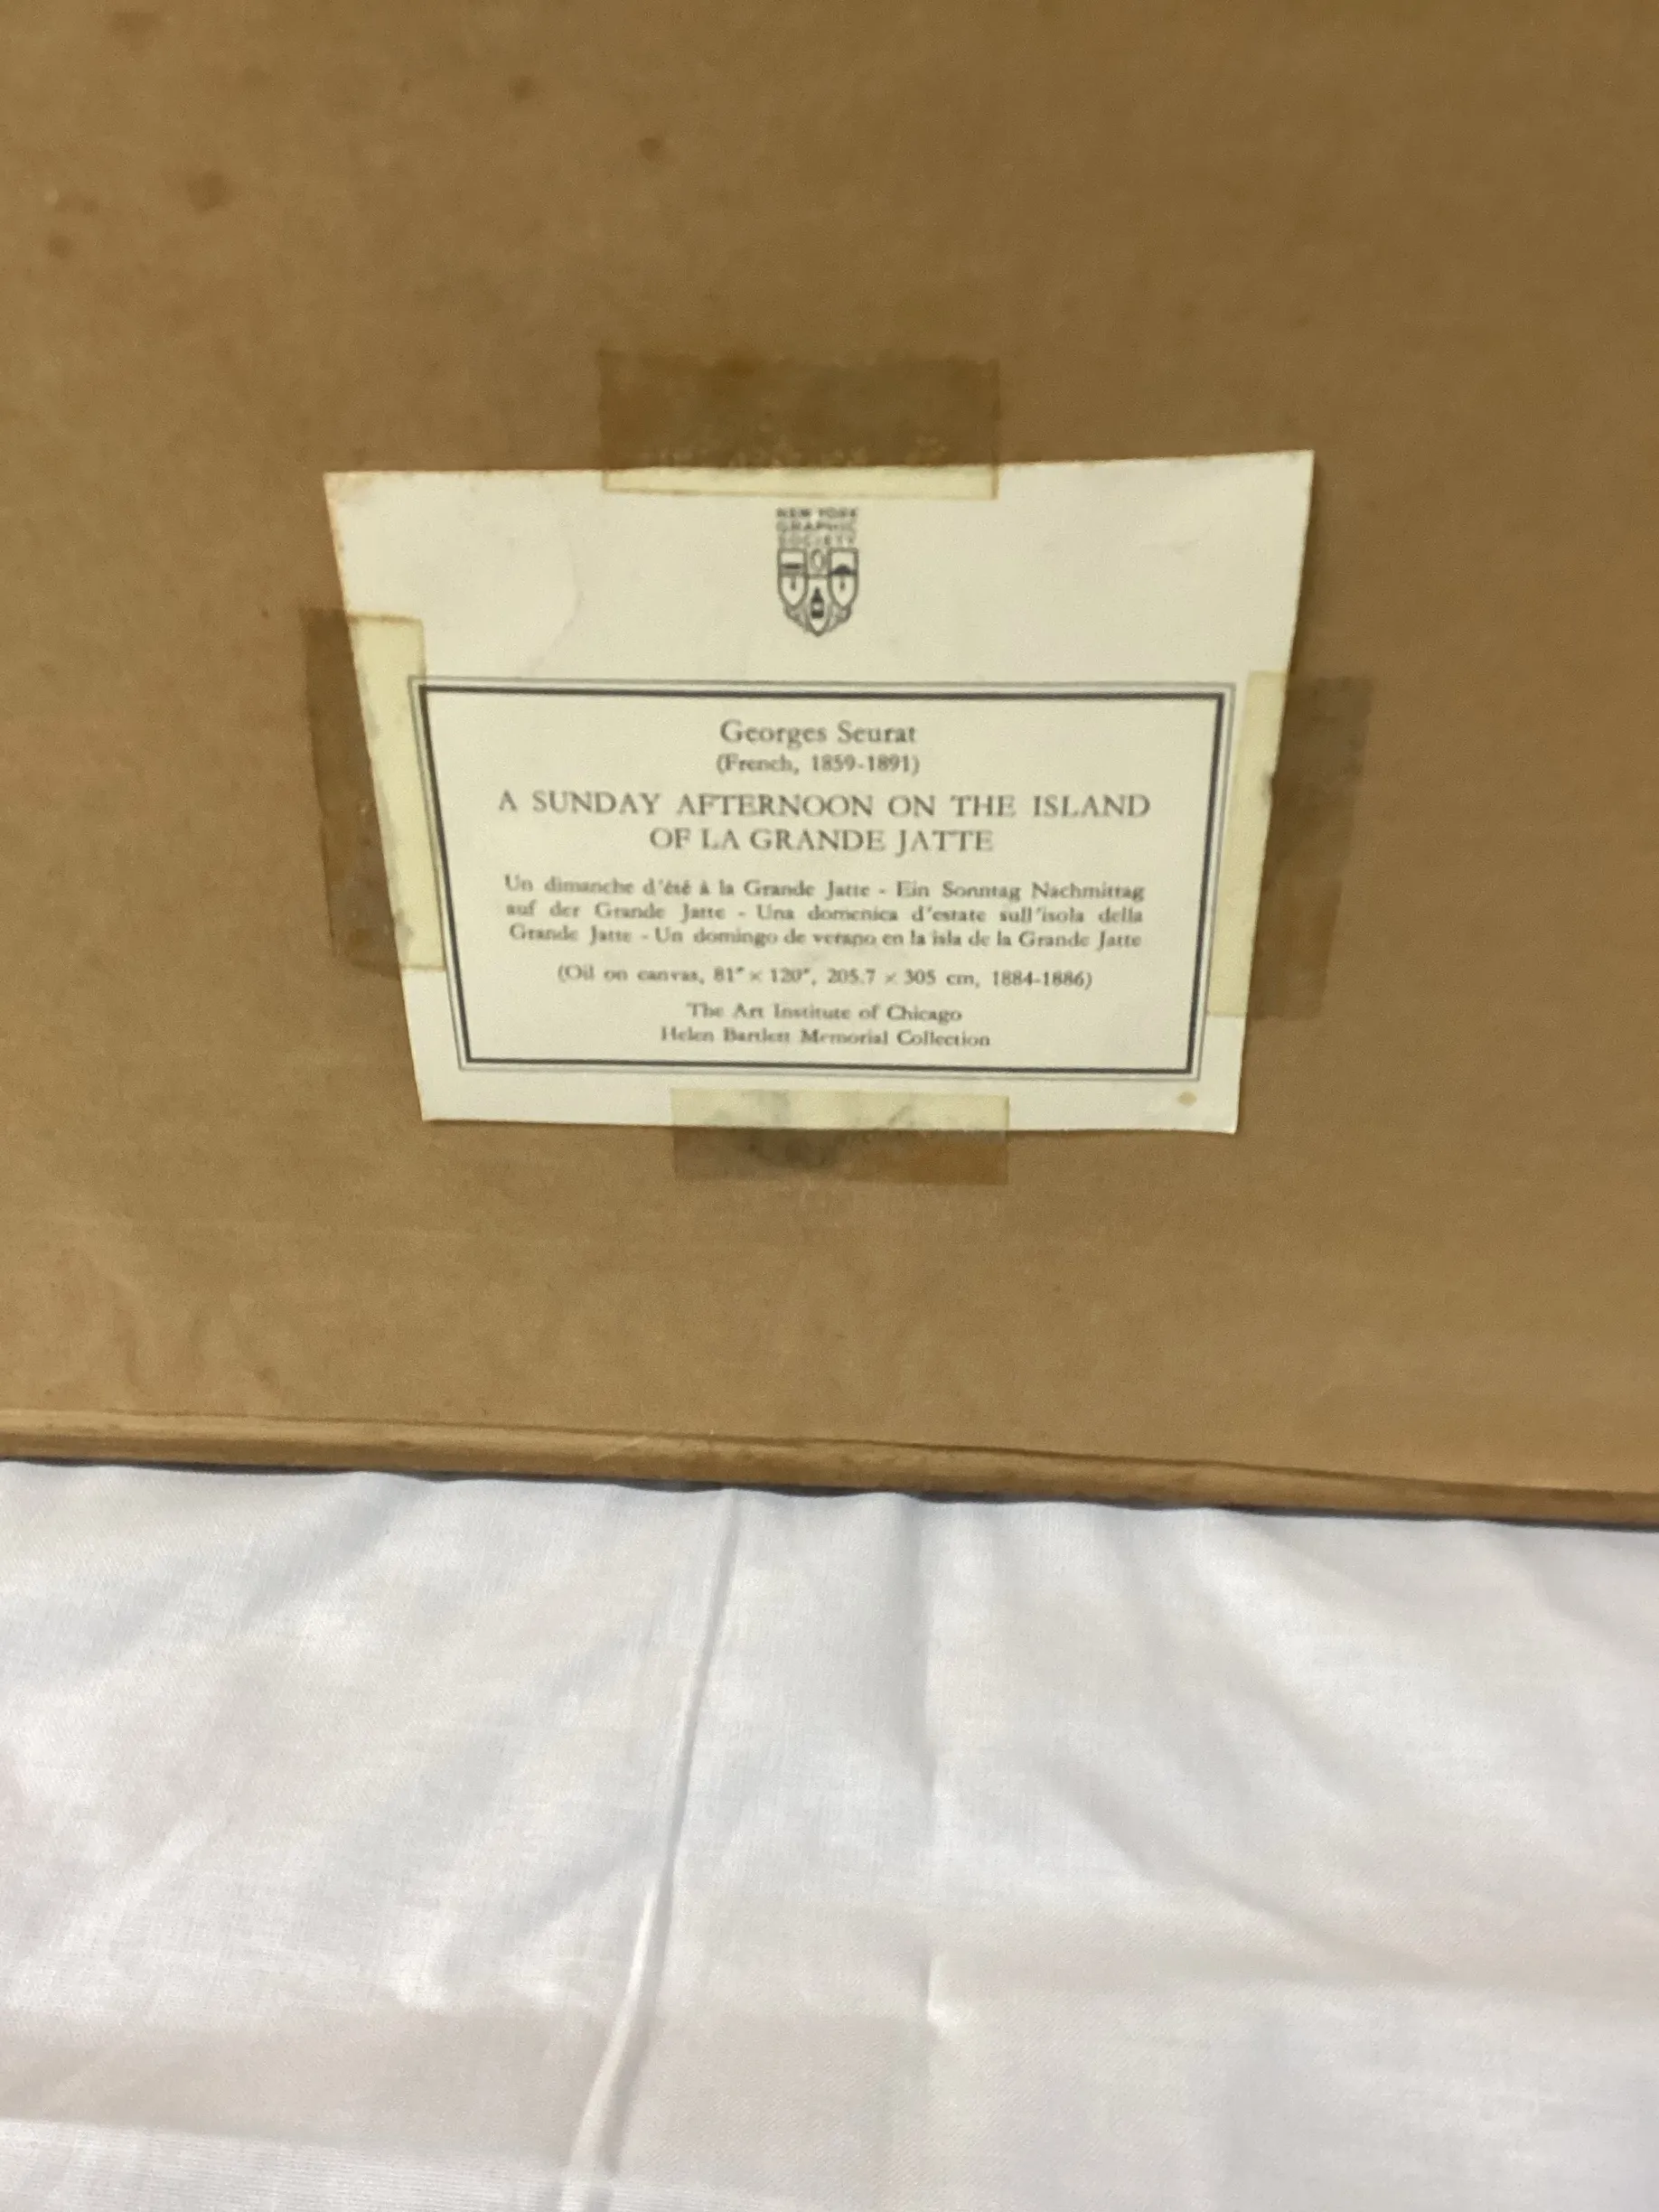 NEW YORK
GRAPHIC
SOCIETY
Georges Seurat
(French, 1859-1891)
A SUNDAY AFTERNOON ON THE ISLAND
OF LA GRANDE JATTE
Un dimanche d'été à la Grande Jatte - Ein Sonntag Nachmittag
auf der Grande Jatte - Una domenica d'estate sull'isola della
Grande Jatte - Un domingo de verano en la isla de la Grande Jatte
(Oil on canvas, 81" × 120", 205.7 × 305 cm, 1884-1886)
The Art Institute of Chicago
Helen Bartlett Memorial Collection